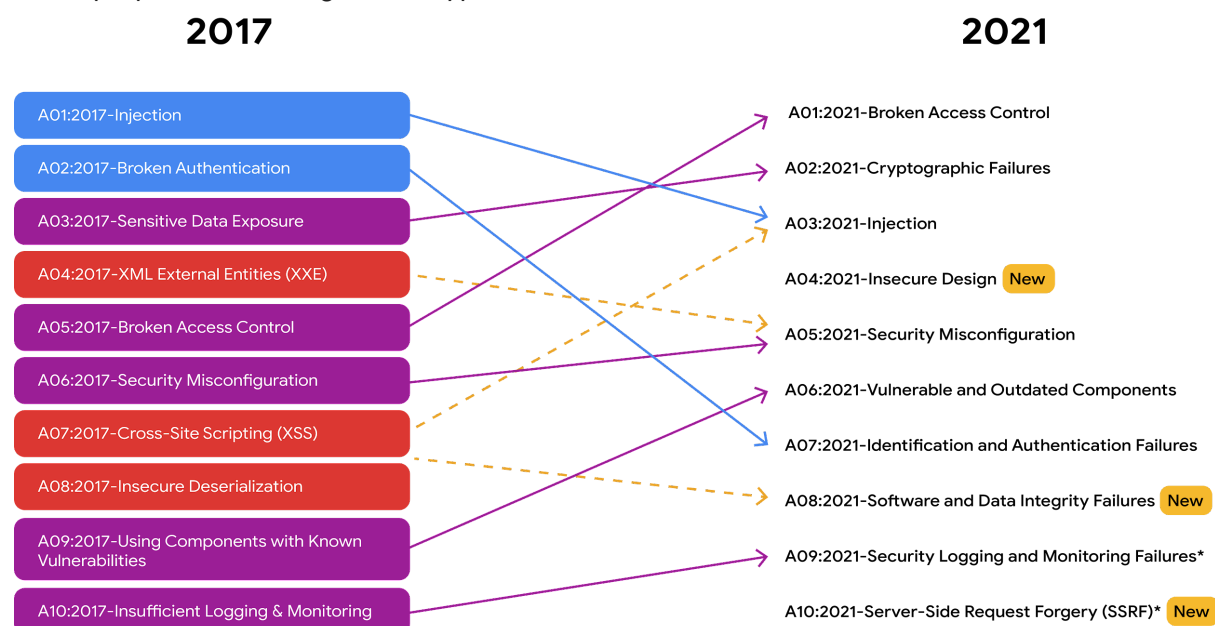 2017
2021
A01:2017-Injection
A02:2017-Broken Authentication
A03:2017-Sensitive Data Exposure
A04:2017-XML External Entities (XXE)
A05:2017-Broken Access Control
A06:2017-Security Misconfiguration
A07:2017-Cross-Site Scripting (XSS)
A08:2017-Insecure Deserialization
A09:2017-Using Components with Known
Vulnerabilities
A10:2017-Insufficient Logging & Monitoring
A01:2021-Broken Access Control
A02:2021-Cryptographic Failures
A03:2021-Injection
A04:2021-Insecure Design New
A05:2021-Security Misconfiguration
A06:2021-Vulnerable and Outdated Components
A07:2021-Identification and Authentication Failures
A08:2021-Software and Data Integrity Failures New
A09:2021-Security Logging and Monitoring Failures*
A10:2021-Server-Side Request Forgery (SSRF)* New